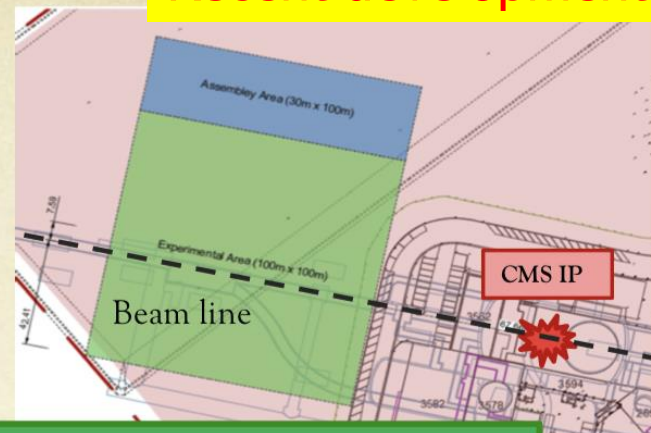 Assembley Area (30m x 100m)
7.59
Experimental Area (100m x 100m)
CMS IP
Beam line
42.41
3562
3594
3582
3578